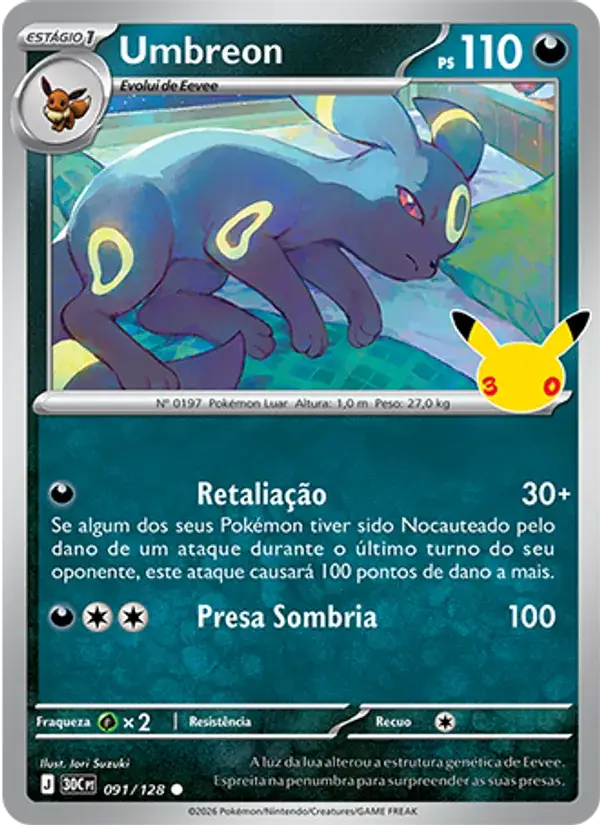 ESTÁGIO 1
Umbreon
PS 110
Evolui de Eevee
30
Nº 0197 Pokémon Luar Altura: 1,0 m Peso: 27,0 kg
Retaliação 30+
Se algum dos seus Pokémon tiver sido Nocauteado pelo
dano de um ataque durante o último turno do seu
oponente, este ataque causará 100 pontos de dano a mais.
Presa Sombria 100
Fraqueza ×2 Resistência Recuo
Ilust. Jori Suzuki
A luz da lua alterou a estrutura genética de Eevee.
Espreita na penumbra para surpreender as suas presas.
J 30C PT 091/128
©2026 Pokémon/Nintendo/Creatures/GAME FREAK